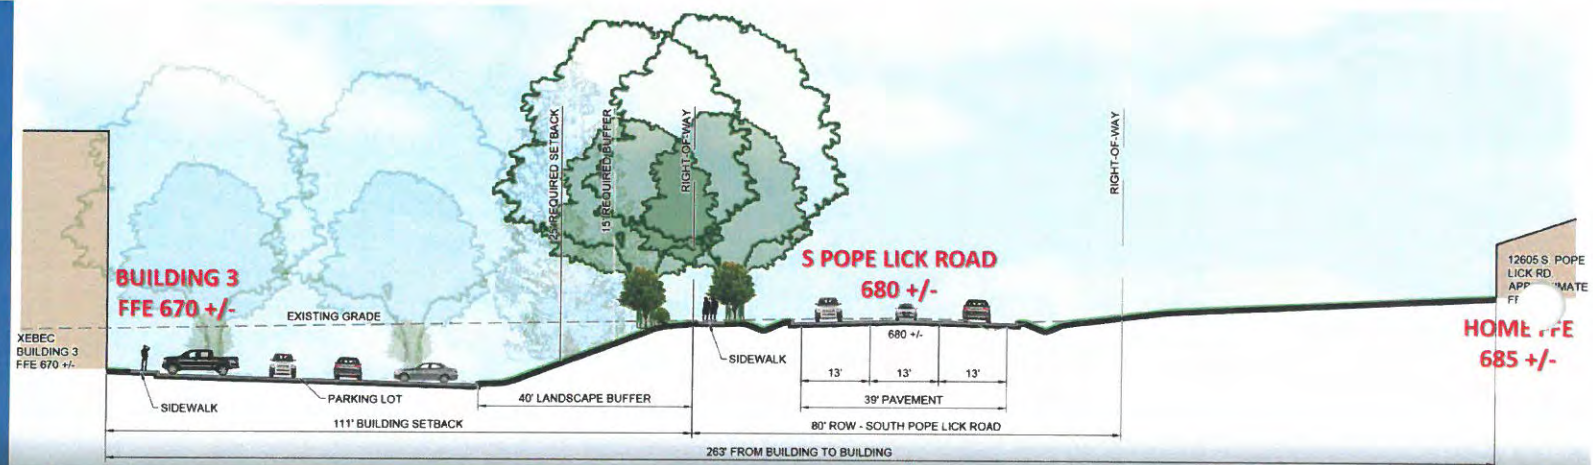 25' REQUIRED SETBACK
15' REQUIRED BUFFER
RIGHT-OF-WAY
RIGHT-OF-WAY
BUILDING 3
FFE 670 +/-
S POPE LICK ROAD
680 +/-
12605 S. POPE
LICK RD.
EXISTING GRADE
XEBEC
BUILDING 3
FFE 670 +/-
680 +/-
HOME
685 +/-
SIDEWALK
13'
13'
13'
SIDEWALK
PARKING LOT
40' LANDSCAPE BUFFER
39' PAVEMENT
111' BUILDING SETBACK
80' ROW - SOUTH POPE LICK ROAD
263' FROM BUILDING TO BUILDING